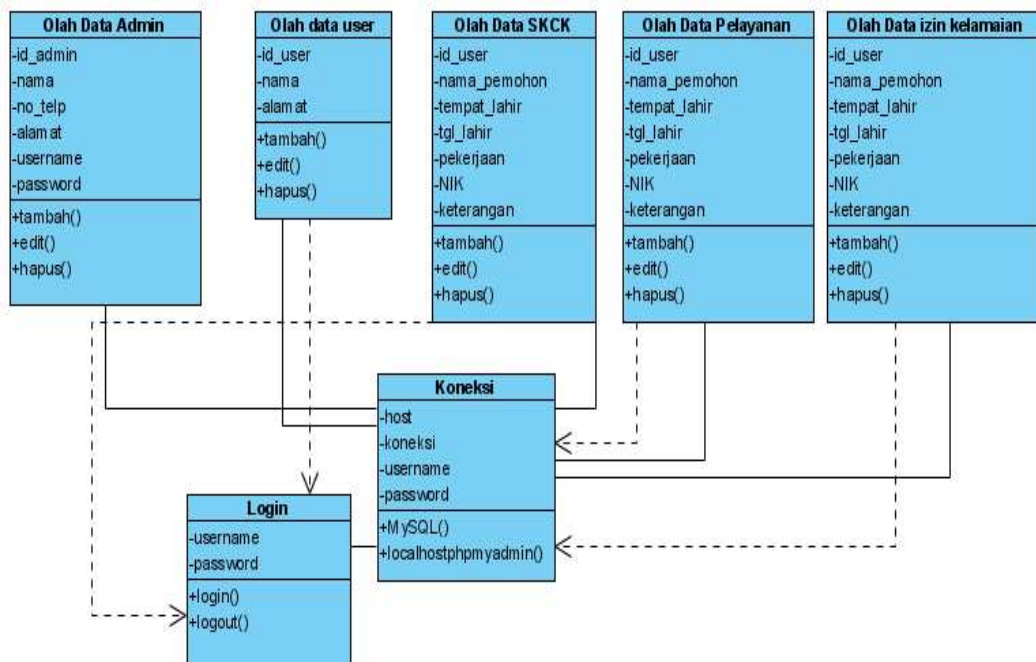 Olah Data Admin
-id_admin
-nama
-no_telp
-alamat
-username
-password
+tambah()
+edit()
+hapus()
Olah data user
-id_user
-nama
-alamat
+tambah()
+edit()
+hapus()
Olah Data SKCK
-id_user
-nama_pemohon
-tempat_lahir
-tgl_lahir
-pekerjaan
-NIK
-keterangan
+tambah()
+edit()
+hapus()
Olah Data Pelayanan
-id_user
-nama_pemohon
-tempat_lahir
-tgl_lahir
-pekerjaan
-NIK
-keterangan
+tambah()
+edit()
+hapus()
Olah Data izin kelamaian
-id_user
-nama_pemohon
-tempat_lahir
-tgl_lahir
-pekerjaan
-NIK
-keterangan
+tambah()
+edit()
+hapus()
Koneksi
-host
-koneksi
-username
-password
+MySQL()
+localhostphpmyadmin()
Login
-username
-password
+login()
+logout()